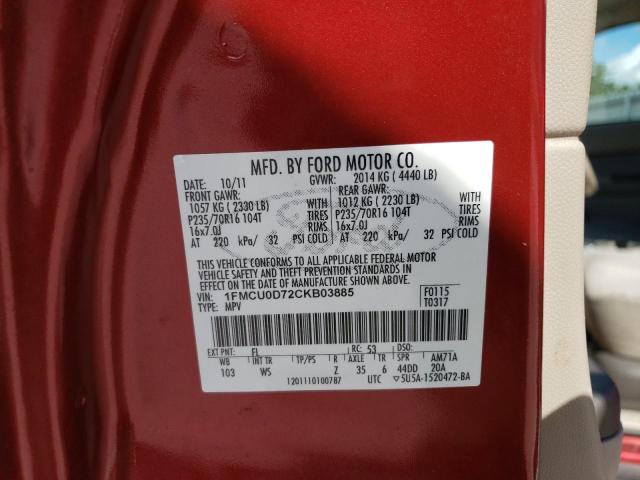 MFD. BY FORD MOTOR CO.
DATE: 10/11 GVWR: 2014 KG ( 4440 LB)
FRONT GAWR: REAR GAWR:
1057 KG ( 2330 LB) WITH 1012 KG ( 2230 LB) WITH
P235/70R16 104T TIRES P235/70R16 104T TIRES
16x7.0J RIMS 16x7.0J RIMS
AT 220 kPa/ 32 PSI COLD AT 220 kPa/ 32 PSI COLD
THIS VEHICLE CONFORMS TO ALL APPLICABLE FEDERAL MOTOR
VEHICLE SAFETY AND THEFT PREVENTION STANDARDS IN
EFFECT ON THE DATE OF MANUFACTURE SHOWN ABOVE.
VIN: 1FMCU0D72CKB03885 F0115
TYPE: MPV T0317
EXT PNT: FL RC: 53 DSO:
WB INT TR TP/PS R AXLE TR SPR AM71A
103 WS Z 35 6 44DD 20A
1201110100787 UTC 5U5A-1520472-BA